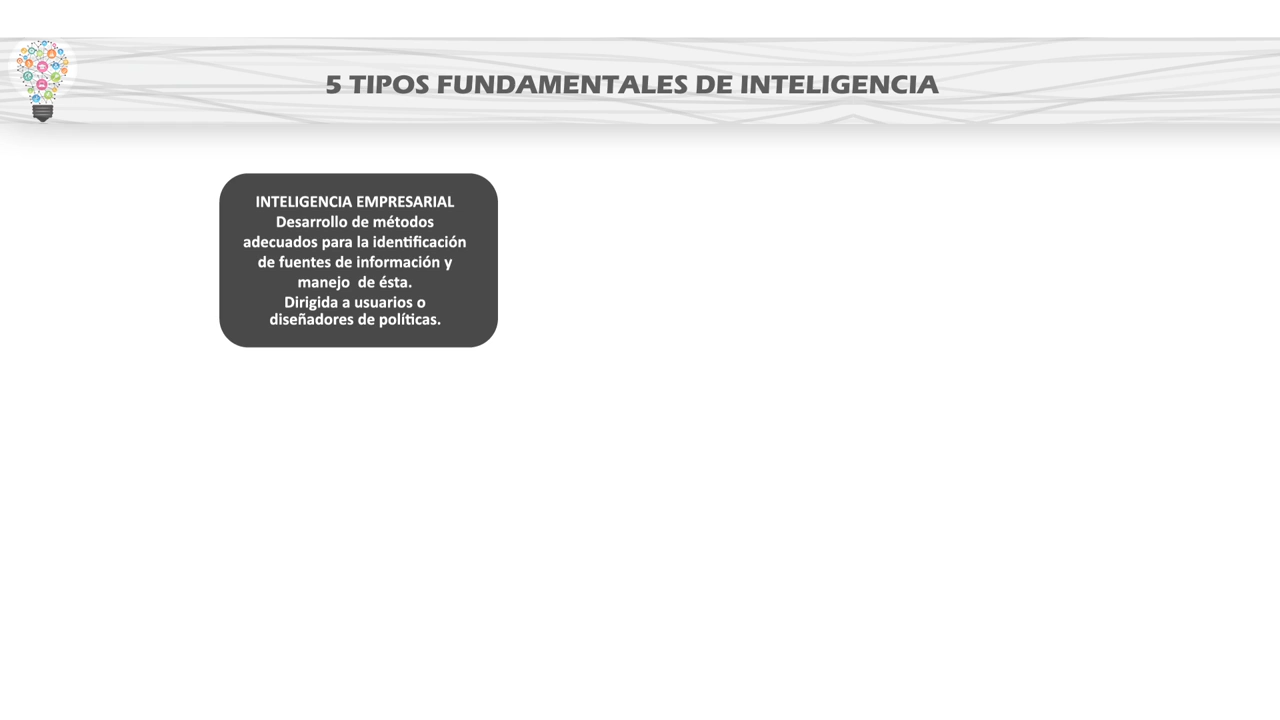 5 TIPOS FUNDAMENTALES DE INTELIGENCIA
INTELIGENCIA EMPRESARIAL
Desarrollo de métodos
adecuados para la identificación
de fuentes de información y
manejo  de ésta.
Dirigida a usuarios o
diseñadores de políticas.